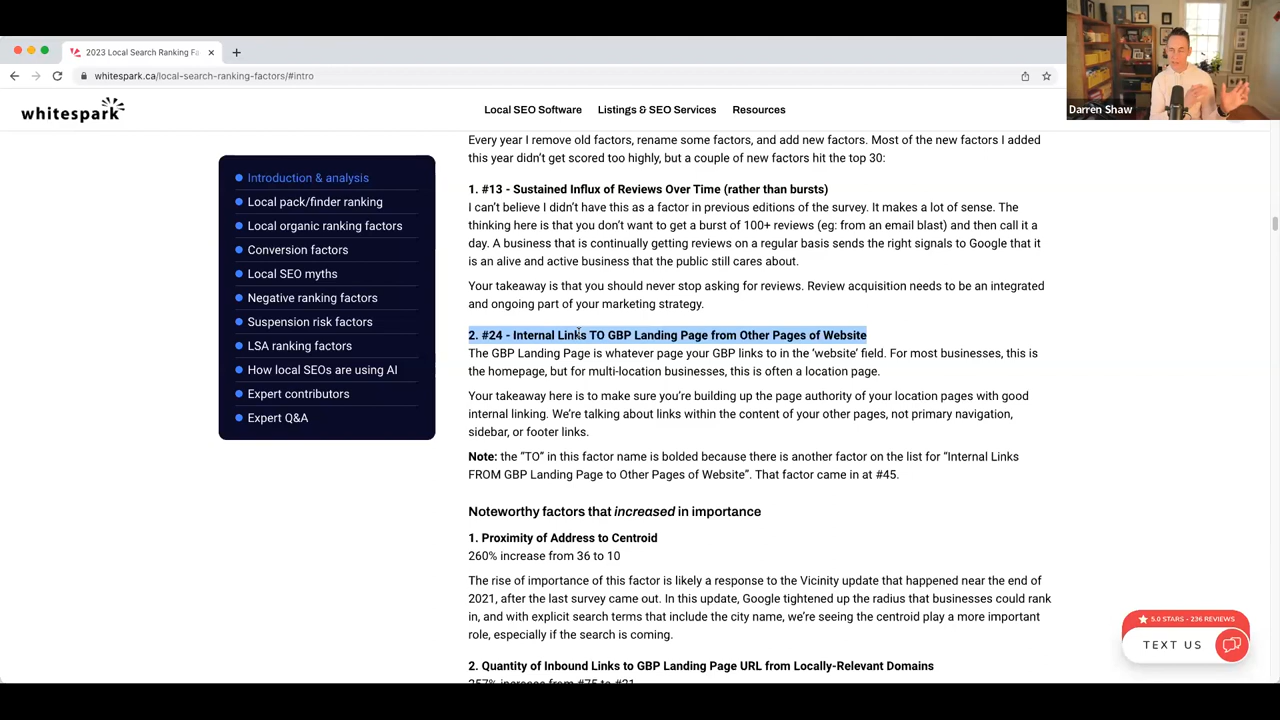 2023 Local Search Ranking Fa
whitespark.ca/local-search-ranking-factors/#intro
Darren Shaw
whitespark
Local SEO Software
Listings & SEO Services
Resources
Introduction & analysis
Local pack/finder ranking
Local organic ranking factors
Conversion factors
Local SEO myths
Negative ranking factors
Suspension risk factors
LSA ranking factors
How local SEOs are using AI
Expert contributors
Expert Q&A
Every year I remove old factors, rename some factors, and add new factors. Most of the new factors I added
this year didn't get scored too highly, but a couple of new factors hit the top 30:
1. #13 - Sustained Influx of Reviews Over Time (rather than bursts)
I can't believe I didn't have this as a factor in previous editions of the survey. It makes a lot of sense. The
thinking here is that you don't want to get a burst of 100+ reviews (eg: from an email blast) and then call it a
day. A business that is continually getting reviews on a regular basis sends the right signals to Google that it
is an alive and active business that the public still cares about.
Your takeaway is that you should never stop asking for reviews. Review acquisition needs to be an integrated
and ongoing part of your marketing strategy.
2. #24 - Internal Links TO GBP Landing Page from Other Pages of Website
The GBP Landing Page is whatever page your GBP links to in the 'website' field. For most businesses, this is
the homepage, but for multi-location businesses, this is often a location page.
Your takeaway here is to make sure you're building up the page authority of your location pages with good
internal linking. We're talking about links within the content of your other pages, not primary navigation,
sidebar, or footer links.
Note: the "TO" in this factor name is bolded because there is another factor on the list for "Internal Links
FROM GBP Landing Page to Other Pages of Website". That factor came in at #45.
Noteworthy factors that increased in importance
1. Proximity of Address to Centroid
260% increase from 36 to 10
The rise of importance of this factor is likely a response to the Vicinity update that happened near the end of
2021, after the last survey came out. In this update, Google tightened up the radius that businesses could rank
in, and with explicit search terms that include the city name, we're seeing the centroid play a more important
role, especially if the search is coming.
2. Quantity of Inbound Links to GBP Landing Page URL from Locally-Relevant Domains
257% increase from #75 to #21
5.0 STARS - 236 REVIEWS
TEXT US